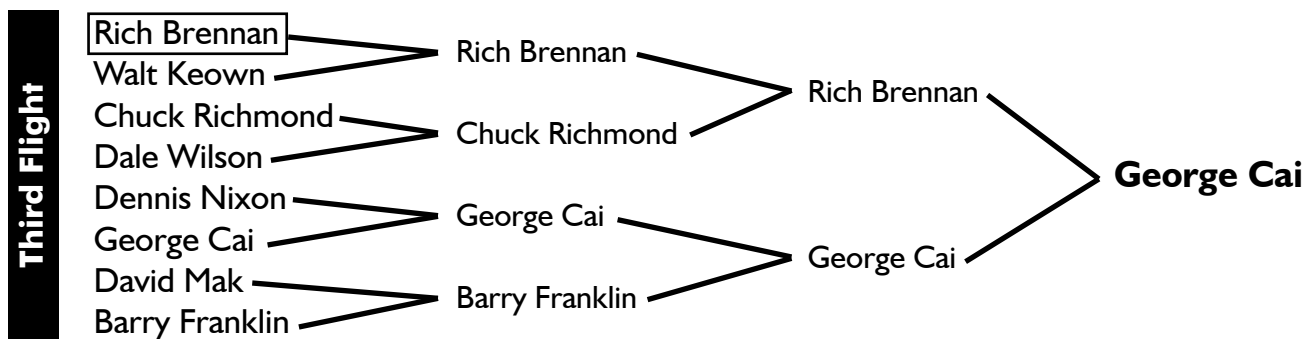 Third Flight
Rich Brennan
Walt Keown
Chuck Richmond
Dale Wilson
Dennis Nixon
George Cai
David Mak
Barry Franklin
Rich Brennan
Chuck Richmond
George Cai
Barry Franklin
Rich Brennan
George Cai
George Cai